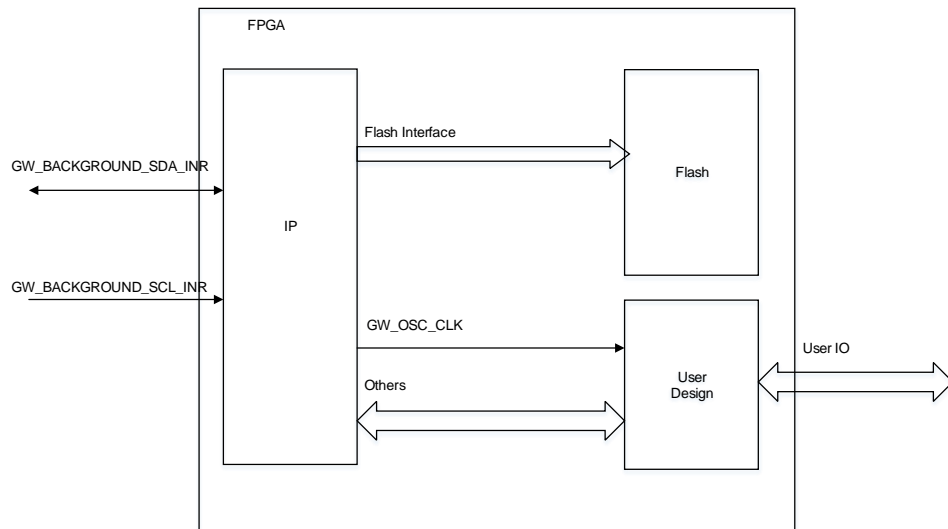 FPGA
Flash Interface
GW_BACKGROUND_SDA_INR
Flash
IP
GW_BACKGROUND_SCL_INR
GW_OSC_CLK
User IO
User
Design
Others